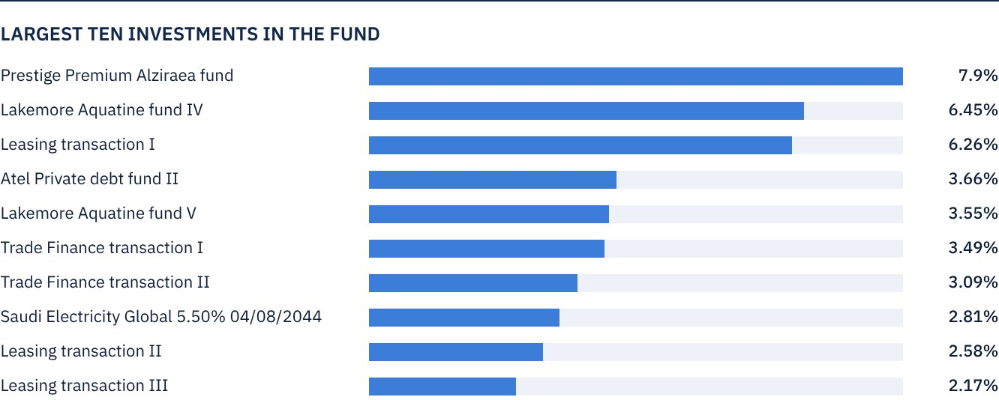 LARGEST TEN INVESTMENTS IN THE FUND
Prestige Premium Alziraea fund 7.9%
Lakemore Aquatine fund IV 6.45%
Leasing transaction I 6.26%
Atel Private debt fund II 3.66%
Lakemore Aquatine fund V 3.55%
Trade Finance transaction I 3.49%
Trade Finance transaction II 3.09%
Saudi Electricity Global 5.50% 04/08/2044 2.81%
Leasing transaction II 2.58%
Leasing transaction III 2.17%